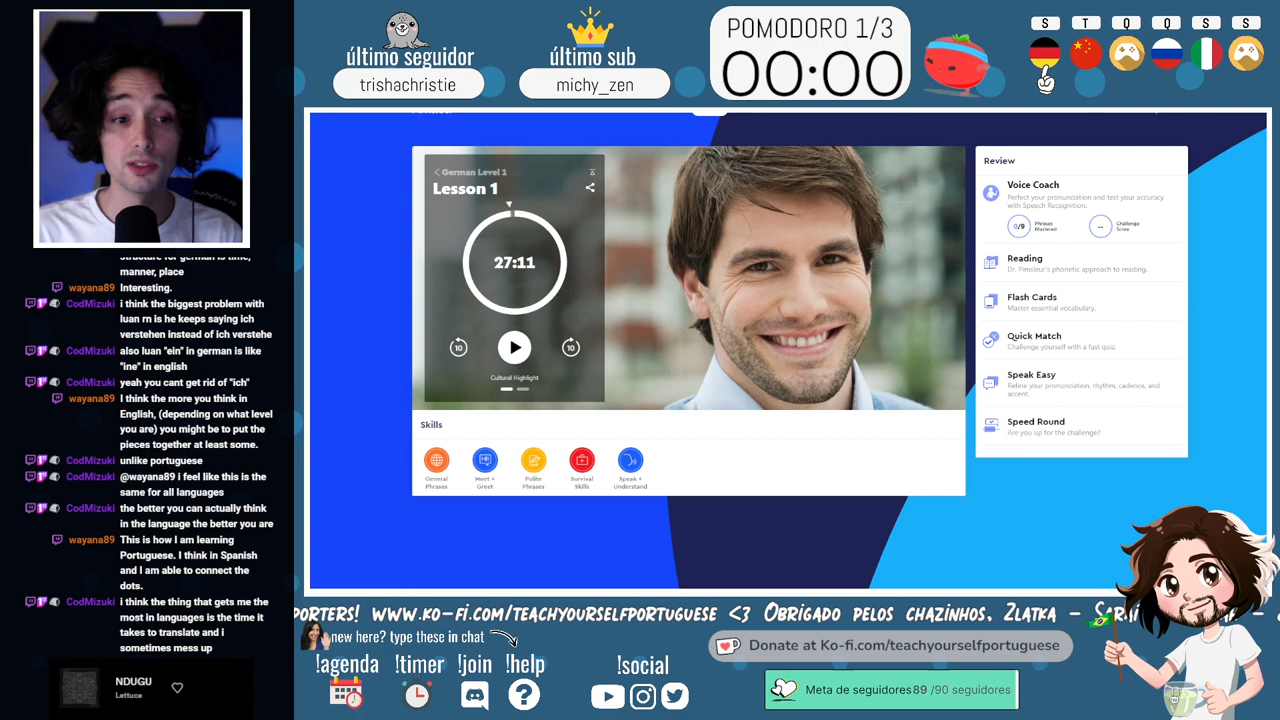 último seguidor
trishachristie
último sub
michy_zen
POMODORO 1/3
00:00
S T Q Q S S
structure for german is time,
manner, place
wayana89 Interesting.
CodMizuki i think the biggest problem with
luan rn is he keeps saying ich
verstehen instead of ich verstehe
CodMizuki also luan "ein" in german is like
"ine" in english
CodMizuki yeah you cant get rid of "ich"
wayana89 I think the more you think in
English, (depending on what level
you are) you might be to put the
pieces together at least some.
CodMizuki unlike portuguese
CodMizuki @wayana89 i feel like this is the
same for all languages
CodMizuki the better you can actually think
in the language the better you are
wayana89 This is how I am learning
Portuguese. I think in Spanish
and I am able to connect the
dots.
CodMizuki i think the thing that gets me the
most in languages is the time it
takes to translate and i
sometimes mess up
NDUGU
Lettuce
German Level 1
Lesson 1
27:11
10
10
Cultural Highlight
Skills
General
Phrases
Meet +
Greet
Polite
Phrases
Survival
Skills
Speak +
Understand
Review
Voice Coach
Perfect your pronunciation and test your accuracy
with Speech Recognition.
0/9
Phrases
Mastered
--
Challenge
Score
Reading
Dr. Pimsleur's phonetic approach to reading.
Flash Cards
Master essential vocabulary.
Quick Match
Challenge yourself with a fast quiz.
Speak Easy
Refine your pronunciation, rhythm, cadence, and
accent.
Speed Round
Are you up for the challenge?
PORTERS! WWW.KO-FI.COM/TEACHYOURSELFPORTUGUESE <3 OBRIGADO PELOS CHAZINHOS, ZLATKA -
new here? type these in chat
!agenda !timer !join !help !social
Donate at Ko-fi.com/teachyourselfportuguese
Meta de seguidores 89 /90 seguidores